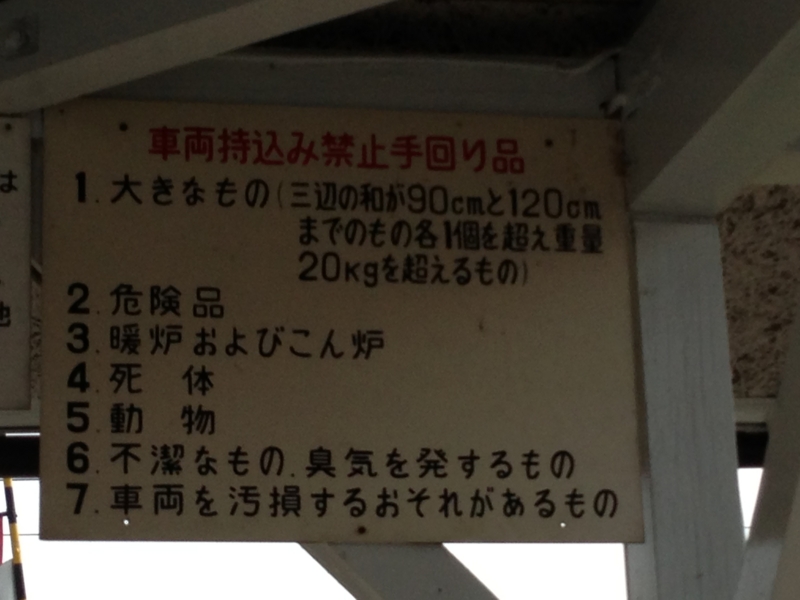 車両持込み禁止手回り品
1.大きなもの(三辺の和が90cmと120cm
までのもの各1個を超え重量
20Kgを超えるもの)
2.危険品
3.暖炉およびこん炉
4.死 体
5.動 物
6.不潔なもの.臭気を発するもの
7.車両を汚損するおそれがあるもの
は
他